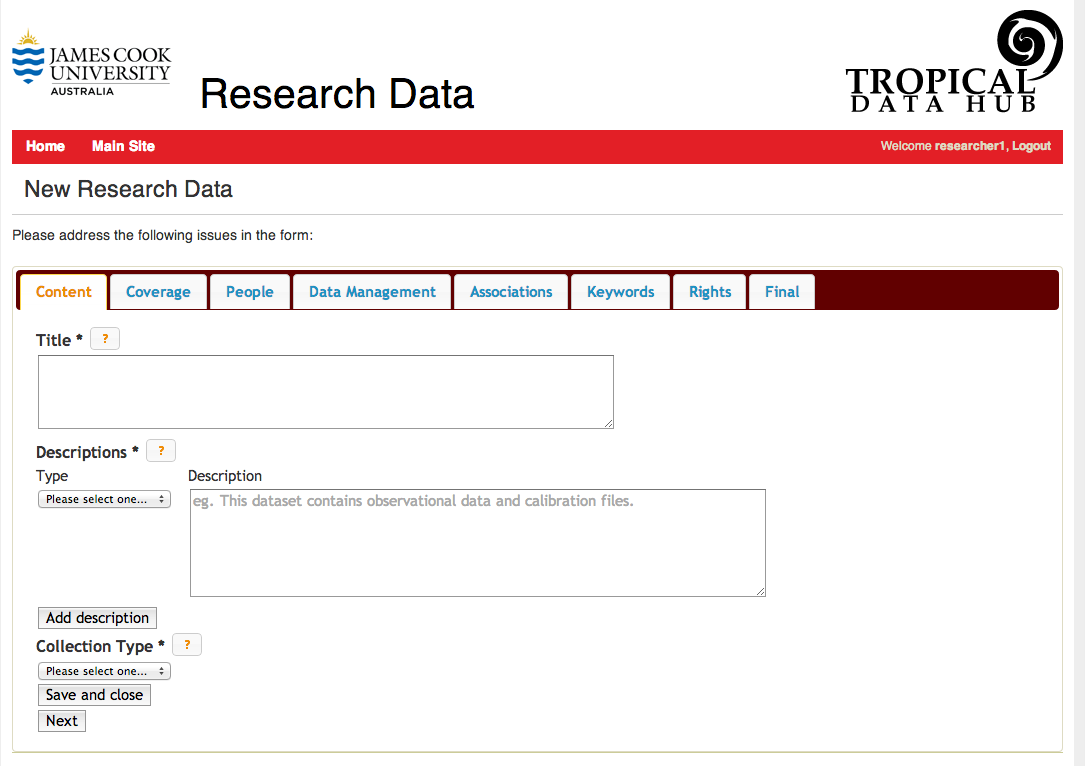 JAMES COOK
UNIVERSITY
AUSTRALIA
Research Data
TROPICAL
DATA HUB
Home Main Site Welcome researcher1, Logout
New Research Data
Please address the following issues in the form:
Content Coverage People Data Management Associations Keywords Rights Final
Title * ?
Descriptions * ?
Type Description
Please select one... eg. This dataset contains observational data and calibration files.
Add description
Collection Type * ?
Please select one...
Save and close
Next